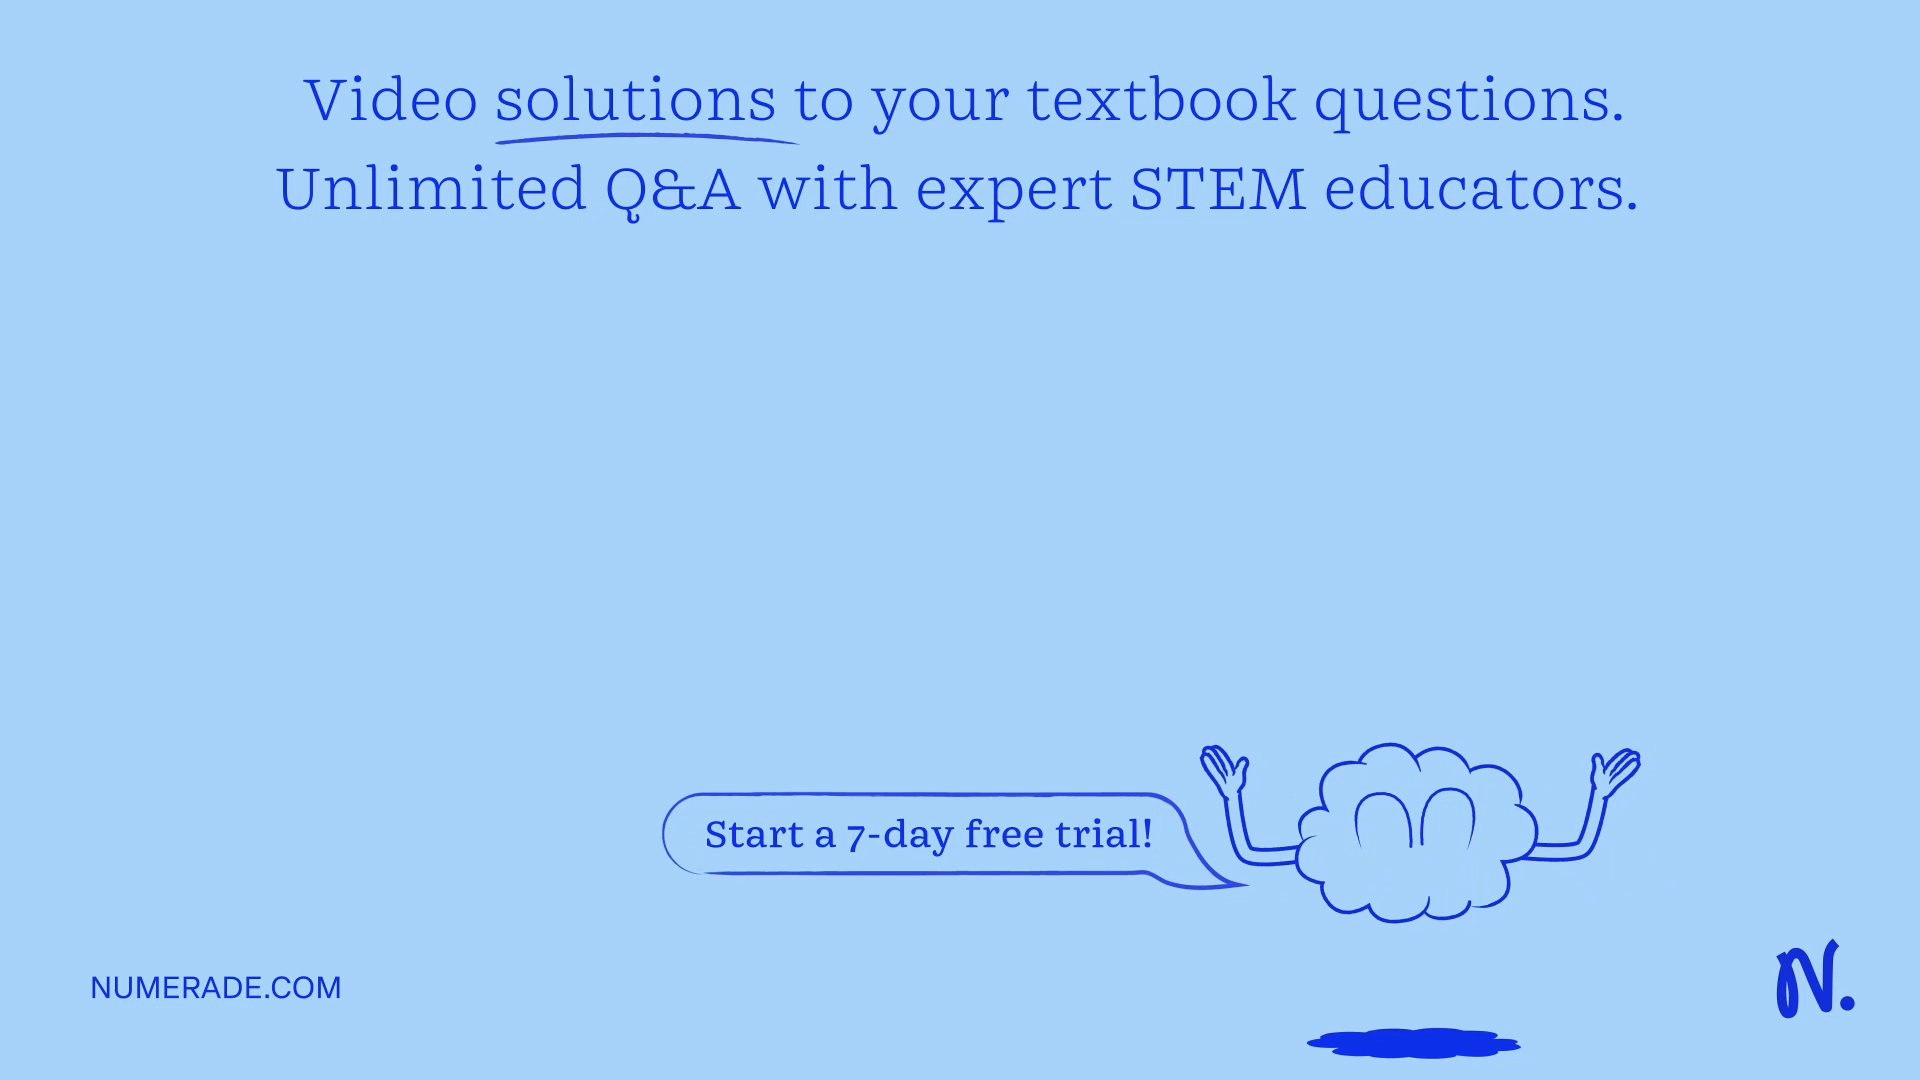 Video solutions to your textbook questions.
Unlimited Q&A with expert STEM educators.
Start a 7-day free trial!
NUMERADE.COM
N.